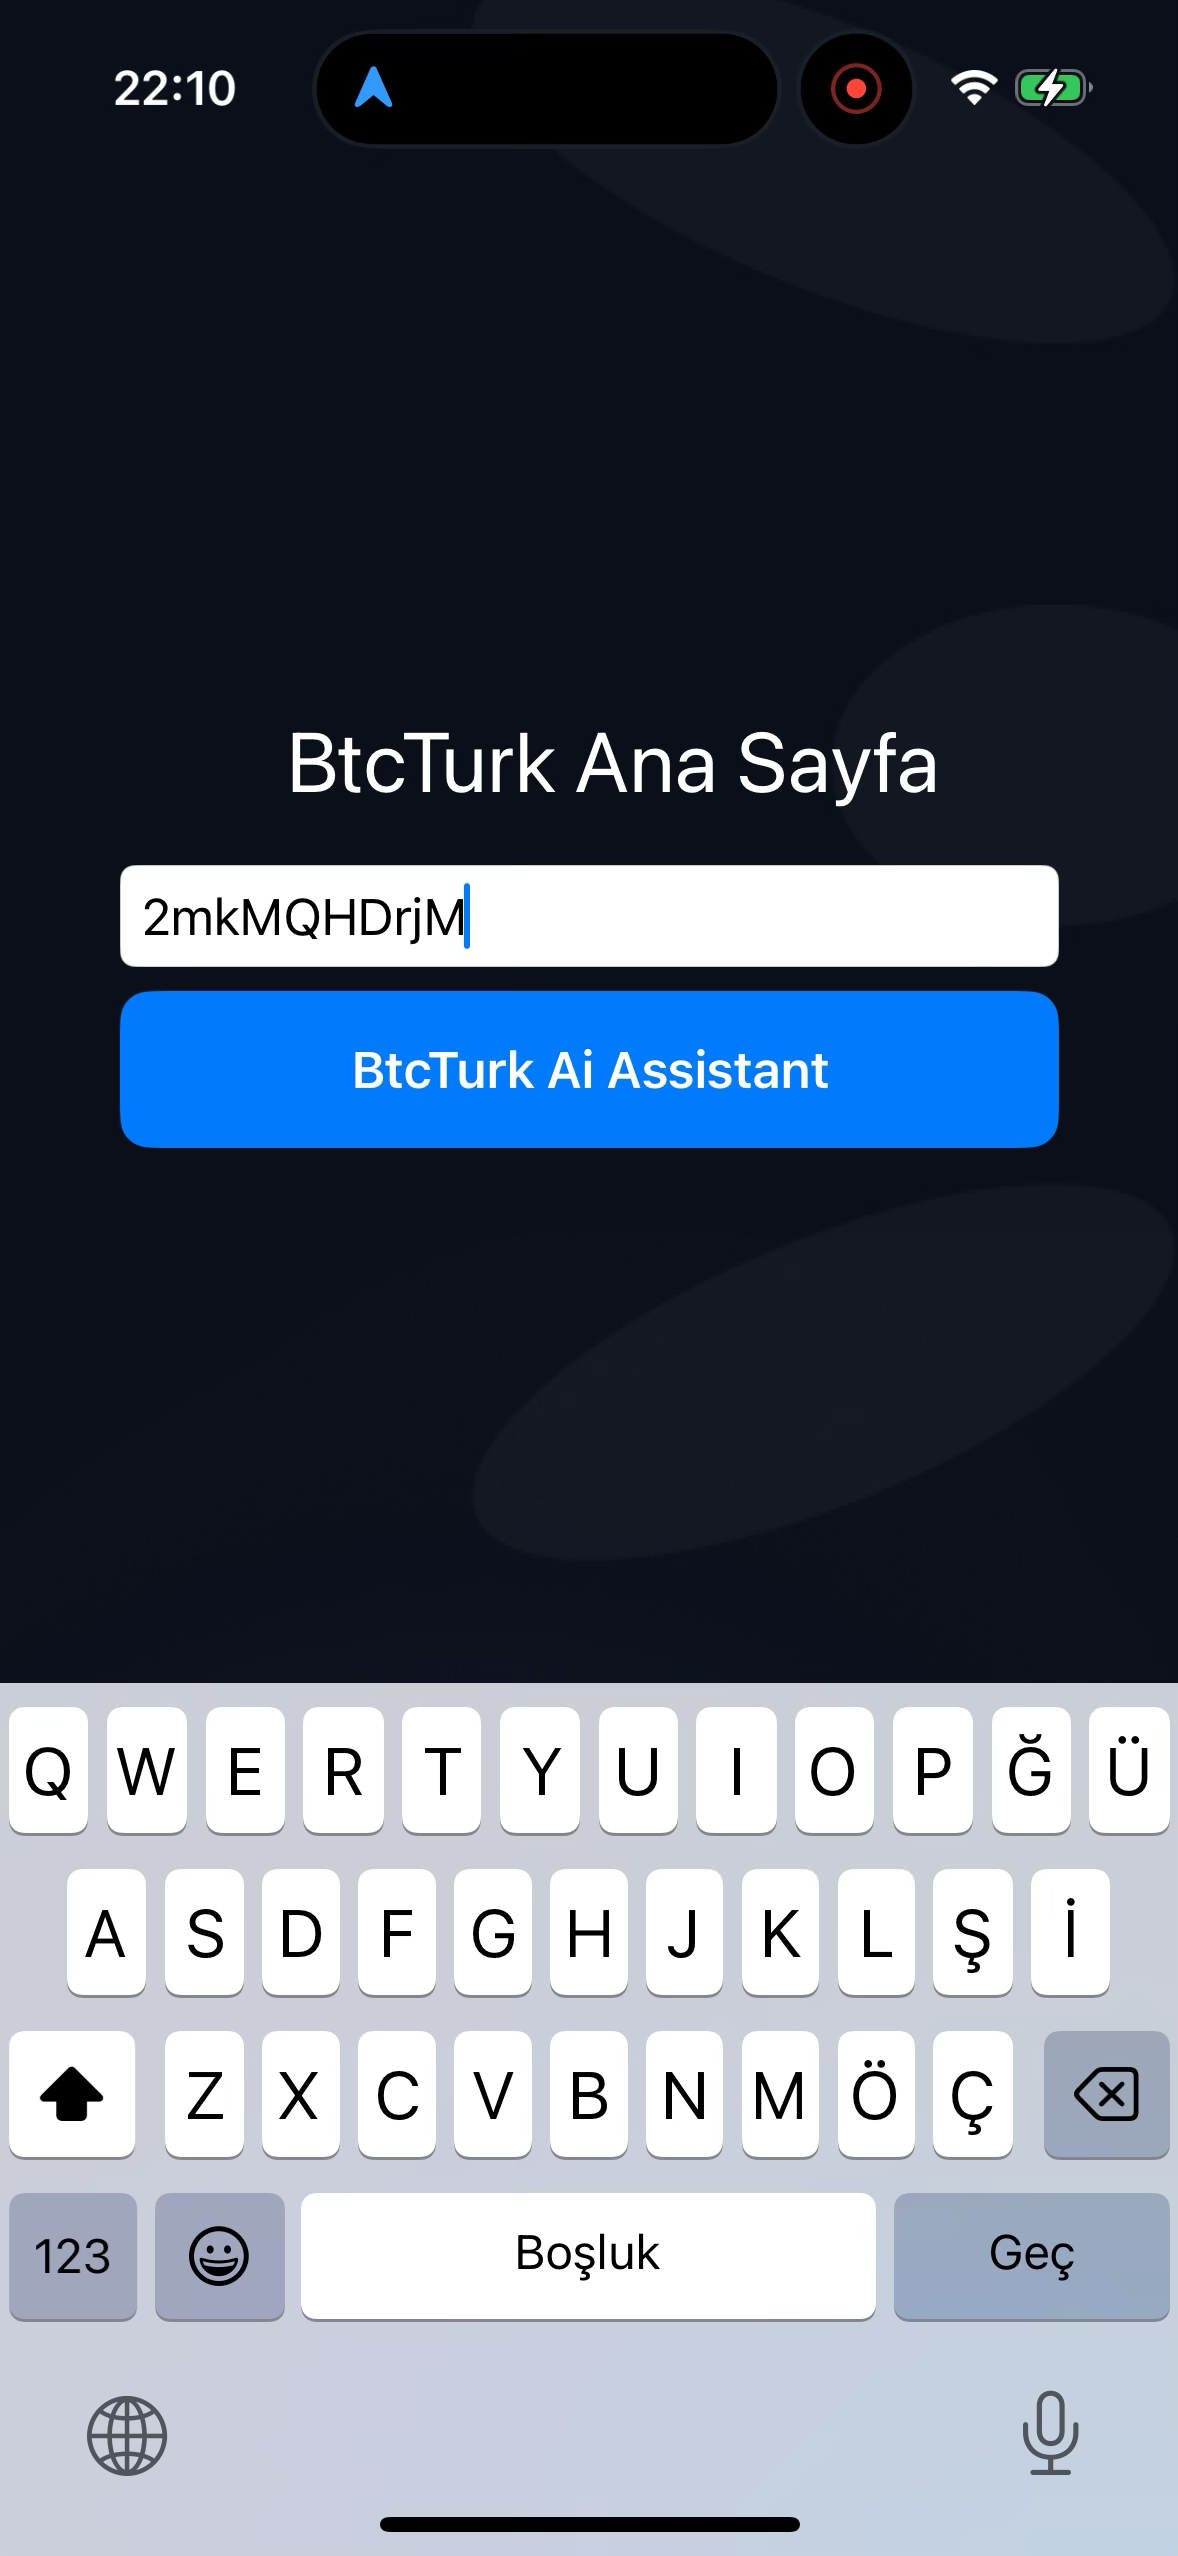 22:10
BtcTurk Ana Sayfa
2mkMQHDrjM
BtcTurk Ai Assistant
Q W E R T Y U I O P Ğ Ü
A S D F G H J K L Ş İ
Z X C V B N M Ö Ç
123 Boşluk Geç